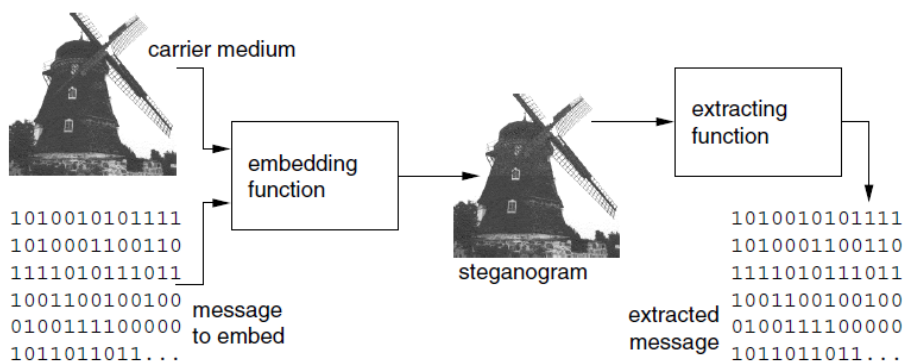 carrier medium
embedding
function
1010010101111
1010001100110
1111010111011
1001100100100
0100111100000
1011011011...
message
to embed
steganogram
extracting
function
1010010101111
1010001100110
1111010111011
1001100100100
0100111100000
1011011011...
extracted
message